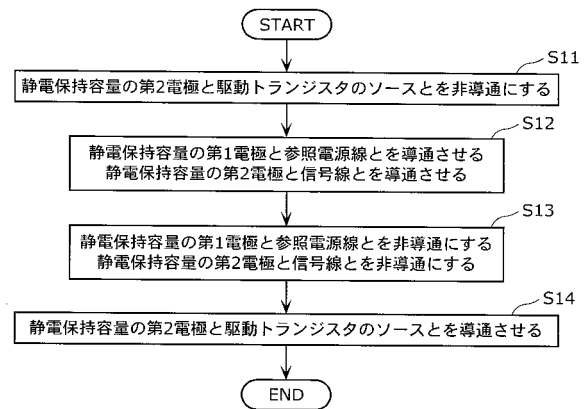 START
S11
静電保持容量の第2電極と駆動トランジスタのソースとを非導通にする
S12
静電保持容量の第1電極と参照電源線とを導通させる
静電保持容量の第2電極と信号線とを導通させる
S13
静電保持容量の第1電極と参照電源線とを非導通にする
静電保持容量の第2電極と信号線とを非導通にする
S14
静電保持容量の第2電極と駆動トランジスタのソースとを導通させる
END